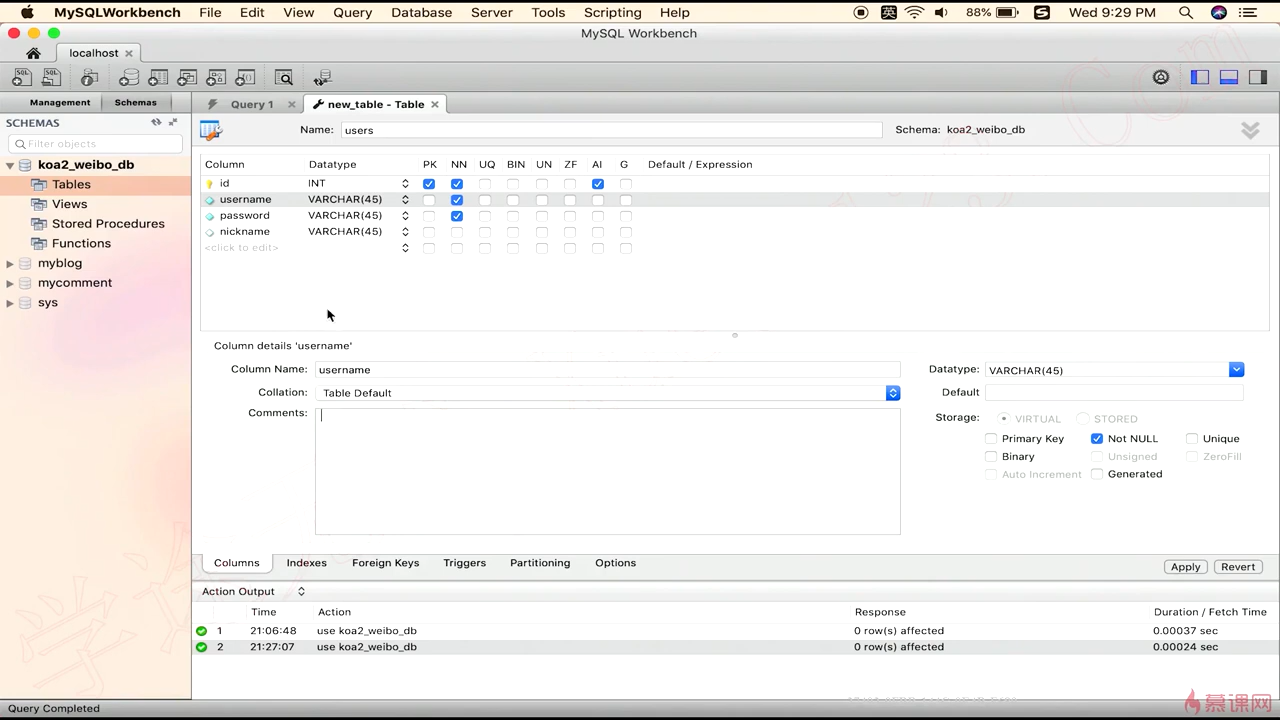 MySQLWorkbench File Edit View Query Database Server Tools Scripting Help 英 88% S Wed 9:29 PM
MySQL Workbench
localhost
Management Schemas
Query 1 new_table - Table
SCHEMAS
Filter objects
koa2_weibo_db
Tables
Views
Stored Procedures
Functions
myblog
mycomment
sys
Name: users Schema: koa2_weibo_db
Column Datatype PK NN UQ BIN UN ZF AI G Default / Expression
id INT
username VARCHAR(45)
password VARCHAR(45)
nickname VARCHAR(45)
<click to edit>
Column details 'username'
Column Name: username Datatype: VARCHAR(45)
Collation: Table Default Default
Comments: Storage: VIRTUAL STORED
Primary Key Not NULL Unique
Binary Unsigned ZeroFill
Auto Increment Generated
Columns Indexes Foreign Keys Triggers Partitioning Options Apply Revert
Action Output
Time Action Response Duration / Fetch Time
1 21:06:48 use koa2_weibo_db 0 row(s) affected 0.00037 sec
2 21:27:07 use koa2_weibo_db 0 row(s) affected 0.00024 sec
Query Completed
慕课网